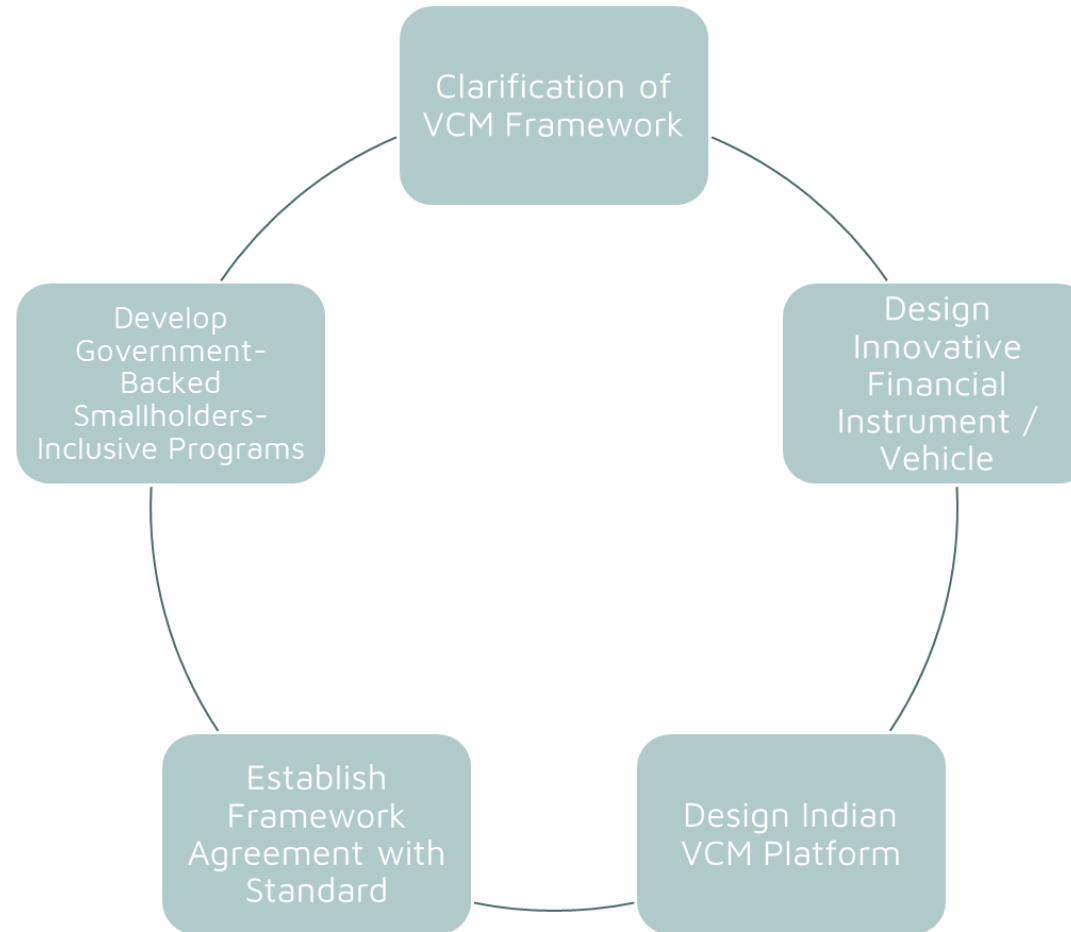 Clarification of
VCM Framework
Design
Innovative
Financial
Instrument /
Vehicle
Design Indian
VCM Platform
Establish
Framework
Agreement with
Standard
Develop
Government-
Backed
Smallholders-
Inclusive Programs